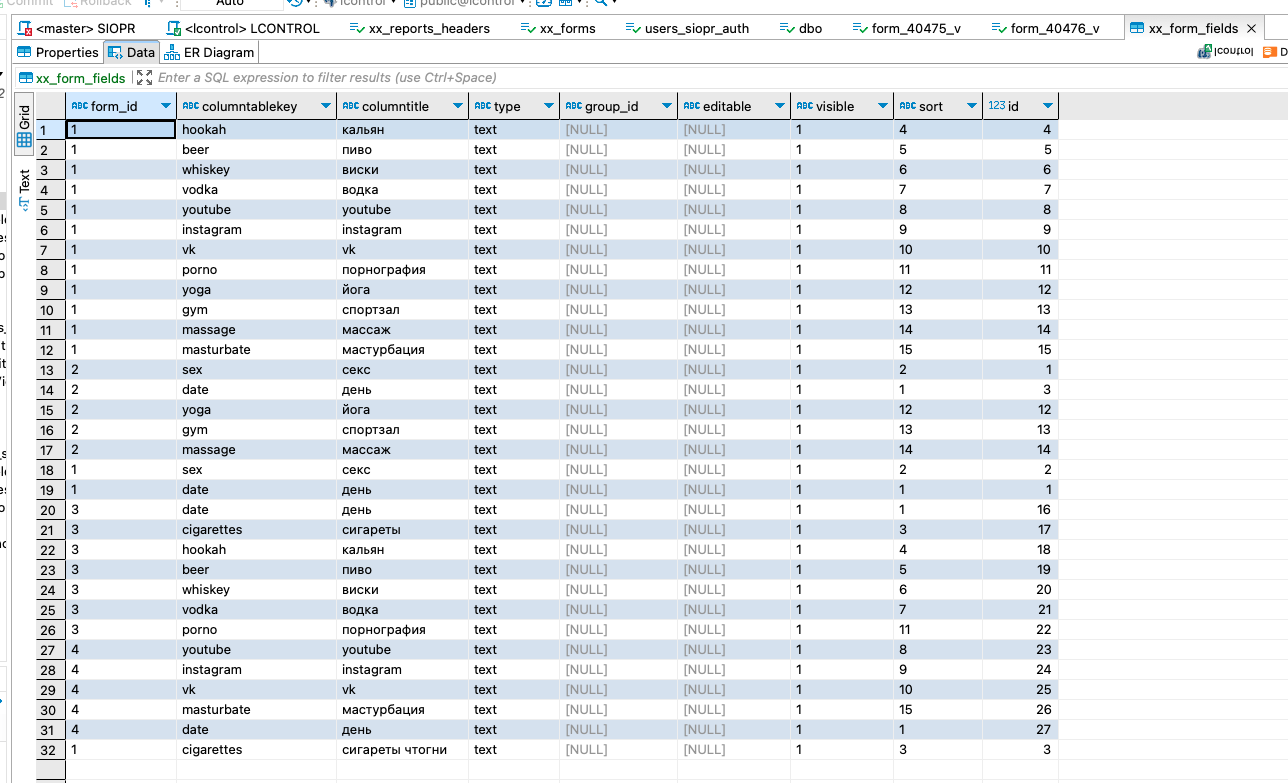 Commit Rollback Auto lcontrol public@lcontrol
<master> SIOPR <lcontrol> LCONTROL xx_reports_headers xx_forms users_siopr_auth dbo form_40475_v form_40476_v xx_form_fields
Properties Data ER Diagram lcontrol
xx_form_fields Enter a SQL expression to filter results (use Ctrl+Space)
Grid
Text
ABC form_id ABC columntablekey ABC columntitle ABC type ABC group_id ABC editable ABC visible ABC sort 123 id
1 1 hookah кальян text [NULL] [NULL] 1 4 4
2 1 beer пиво text [NULL] [NULL] 1 5 5
3 1 whiskey виски text [NULL] [NULL] 1 6 6
4 1 vodka водка text [NULL] [NULL] 1 7 7
5 1 youtube youtube text [NULL] [NULL] 1 8 8
6 1 instagram instagram text [NULL] [NULL] 1 9 9
7 1 vk vk text [NULL] [NULL] 1 10 10
8 1 porno порнография text [NULL] [NULL] 1 11 11
9 1 yoga йога text [NULL] [NULL] 1 12 12
10 1 gym спортзал text [NULL] [NULL] 1 13 13
11 1 massage массаж text [NULL] [NULL] 1 14 14
12 1 masturbate мастурбация text [NULL] [NULL] 1 15 15
13 2 sex секс text [NULL] [NULL] 1 2 1
14 2 date день text [NULL] [NULL] 1 1 3
15 2 yoga йога text [NULL] [NULL] 1 12 12
16 2 gym спортзал text [NULL] [NULL] 1 13 13
17 2 massage массаж text [NULL] [NULL] 1 14 14
18 1 sex секс text [NULL] [NULL] 1 2 2
19 1 date день text [NULL] [NULL] 1 1 1
20 3 date день text [NULL] [NULL] 1 1 16
21 3 cigarettes сигареты text [NULL] [NULL] 1 3 17
22 3 hookah кальян text [NULL] [NULL] 1 4 18
23 3 beer пиво text [NULL] [NULL] 1 5 19
24 3 whiskey виски text [NULL] [NULL] 1 6 20
25 3 vodka водка text [NULL] [NULL] 1 7 21
26 3 porno порнография text [NULL] [NULL] 1 11 22
27 4 youtube youtube text [NULL] [NULL] 1 8 23
28 4 instagram instagram text [NULL] [NULL] 1 9 24
29 4 vk vk text [NULL] [NULL] 1 10 25
30 4 masturbate мастурбация text [NULL] [NULL] 1 15 26
31 4 date день text [NULL] [NULL] 1 1 27
32 1 cigarettes сигареты чтогни text [NULL] [NULL] 1 3 3